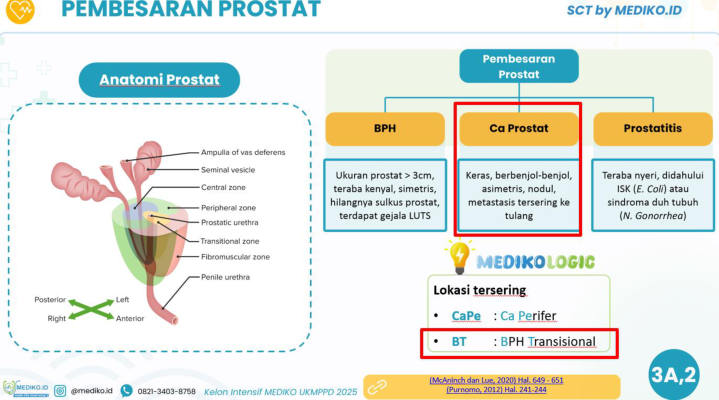 PEMBESARAN PROSTAT
SCT by MEDIKO.ID
Anatomi Prostat
Ampulla of vas deferens
Seminal vesicle
Central zone
Peripheral zone
Prostatic urethra
Transitional zone
Fibromuscular zone
Penile urethra
Posterior
Left
Right
Anterior
Pembesaran
Prostat
BPH
Ca Prostat
Prostatitis
Ukuran prostat > 3cm,
teraba kenyal, simetris,
hilangnya sulkus prostat,
terdapat gejala LUTS
Keras, berbenjol-benjol,
asimetris, nodul,
metastasis tersering ke
tulang
Teraba nyeri, didahului
ISK (E. Coli) atau
sindroma duh tubuh
(N. Gonorrhea)
MEDIKOLOGIC
Lokasi tersering
• CaPe : Ca Perifer
• BT : BPH Transisional
MEDIKO.ID
@mediko.id
0821-3403-8758
Kelon Intensif MEDIKO UKMPPD 2025
(McAninch dan Lue, 2020) Hal. 649 - 651
(Purnomo, 2012) Hal. 241-244
3A,2